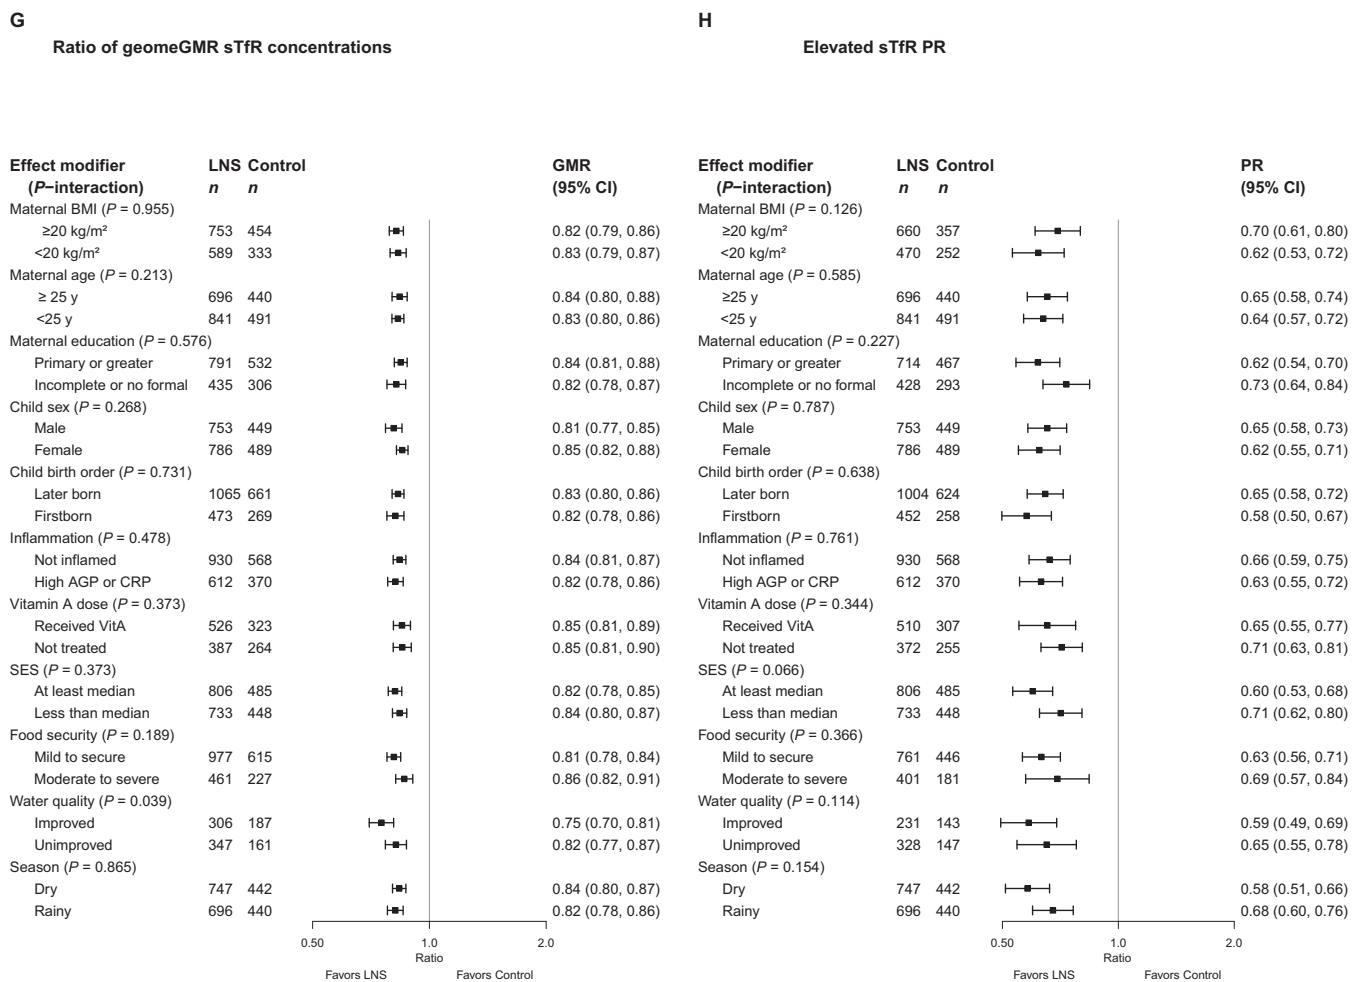 G
Ratio of geomeGMR sTfR concentrations
Effect modifier LNS Control GMR
(P−interaction) n n (95% CI)
Maternal BMI (P = 0.955)
≥20 kg/m² 753 454 0.82 (0.79, 0.86)
<20 kg/m² 589 333 0.83 (0.79, 0.87)
Maternal age (P = 0.213)
≥ 25 y 696 440 0.84 (0.80, 0.88)
<25 y 841 491 0.83 (0.80, 0.86)
Maternal education (P = 0.576)
Primary or greater 791 532 0.84 (0.81, 0.88)
Incomplete or no formal 435 306 0.82 (0.78, 0.87)
Child sex (P = 0.268)
Male 753 449 0.81 (0.77, 0.85)
Female 786 489 0.85 (0.82, 0.88)
Child birth order (P = 0.731)
Later born 1065 661 0.83 (0.80, 0.86)
Firstborn 473 269 0.82 (0.78, 0.86)
Inflammation (P = 0.478)
Not inflamed 930 568 0.84 (0.81, 0.87)
High AGP or CRP 612 370 0.82 (0.78, 0.86)
Vitamin A dose (P = 0.373)
Received VitA 526 323 0.85 (0.81, 0.89)
Not treated 387 264 0.85 (0.81, 0.90)
SES (P = 0.373)
At least median 806 485 0.82 (0.78, 0.85)
Less than median 733 448 0.84 (0.80, 0.87)
Food security (P = 0.189)
Mild to secure 977 615 0.81 (0.78, 0.84)
Moderate to severe 461 227 0.86 (0.82, 0.91)
Water quality (P = 0.039)
Improved 306 187 0.75 (0.70, 0.81)
Unimproved 347 161 0.82 (0.77, 0.87)
Season (P = 0.865)
Dry 747 442 0.84 (0.80, 0.87)
Rainy 696 440 0.82 (0.78, 0.86)
0.50 1.0 2.0
Ratio
Favors LNS Favors Control
H
Elevated sTfR PR
Effect modifier LNS Control PR
(P−interaction) n n (95% CI)
Maternal BMI (P = 0.126)
≥20 kg/m² 660 357 0.70 (0.61, 0.80)
<20 kg/m² 470 252 0.62 (0.53, 0.72)
Maternal age (P = 0.585)
≥25 y 696 440 0.65 (0.58, 0.74)
<25 y 841 491 0.64 (0.57, 0.72)
Maternal education (P = 0.227)
Primary or greater 714 467 0.62 (0.54, 0.70)
Incomplete or no formal 428 293 0.73 (0.64, 0.84)
Child sex (P = 0.787)
Male 753 449 0.65 (0.58, 0.73)
Female 786 489 0.62 (0.55, 0.71)
Child birth order (P = 0.638)
Later born 1004 624 0.65 (0.58, 0.72)
Firstborn 452 258 0.58 (0.50, 0.67)
Inflammation (P = 0.761)
Not inflamed 930 568 0.66 (0.59, 0.75)
High AGP or CRP 612 370 0.63 (0.55, 0.72)
Vitamin A dose (P = 0.344)
Received VitA 510 307 0.65 (0.55, 0.77)
Not treated 372 255 0.71 (0.63, 0.81)
SES (P = 0.066)
At least median 806 485 0.60 (0.53, 0.68)
Less than median 733 448 0.71 (0.62, 0.80)
Food security (P = 0.366)
Mild to secure 761 446 0.63 (0.56, 0.71)
Moderate to severe 401 181 0.69 (0.57, 0.84)
Water quality (P = 0.114)
Improved 231 143 0.59 (0.49, 0.69)
Unimproved 328 147 0.65 (0.55, 0.78)
Season (P = 0.154)
Dry 747 442 0.58 (0.51, 0.66)
Rainy 696 440 0.68 (0.60, 0.76)
0.50 1.0 2.0
Ratio
Favors LNS Favors Control